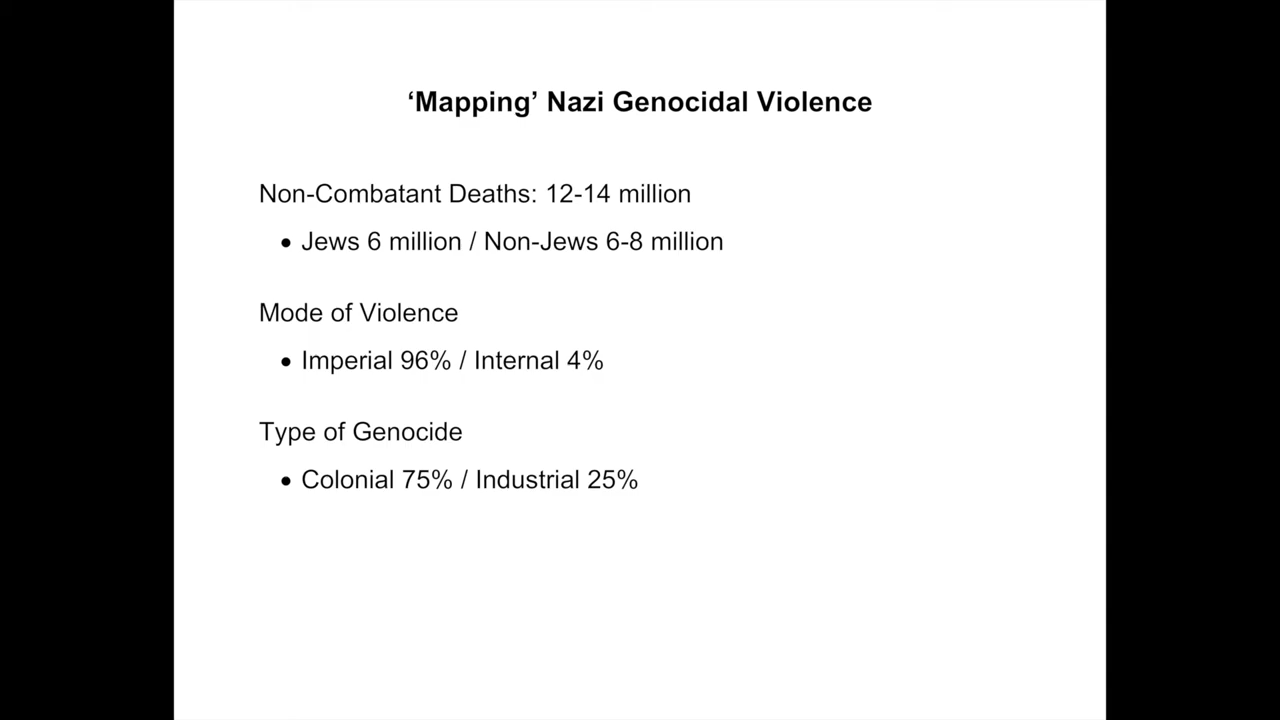 ‘Mapping’ Nazi Genocidal Violence
Non-Combatant Deaths: 12-14 million
• Jews 6 million / Non-Jews 6-8 million
Mode of Violence
• Imperial 96% / Internal 4%
Type of Genocide
• Colonial 75% / Industrial 25%